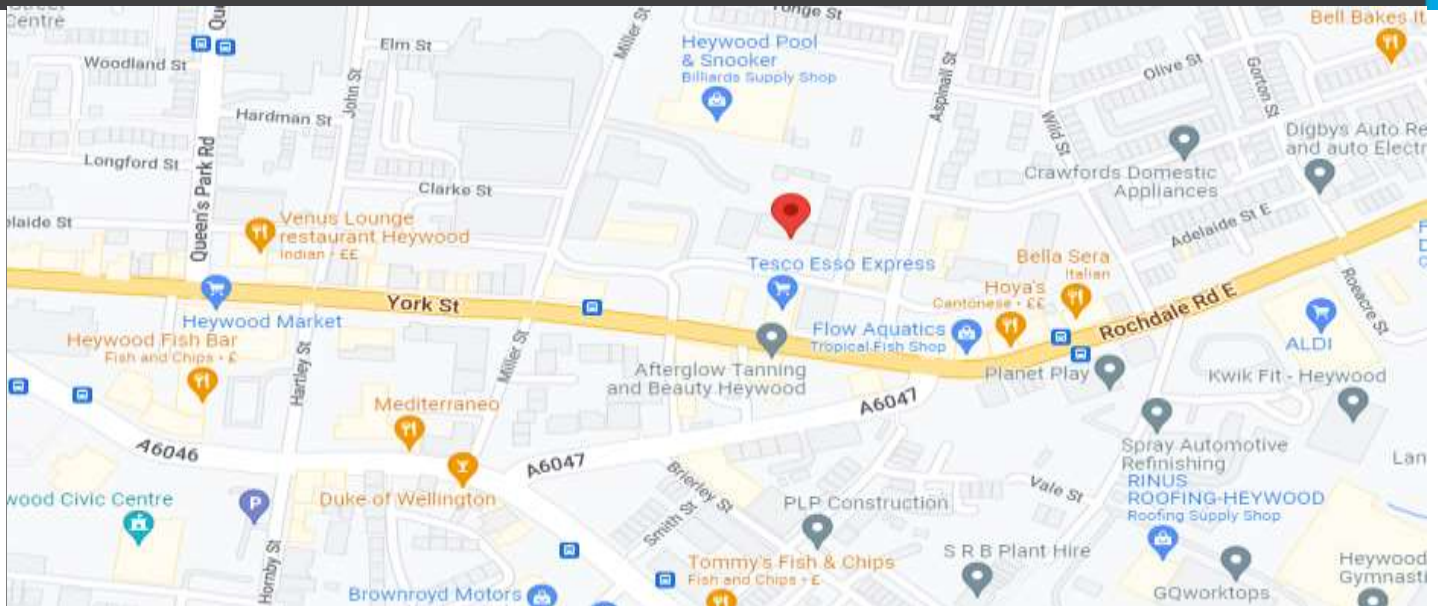 Centre
Woodland St
Elm St
Miller St
Heywood Pool
& Snooker
Billiards Supply Shop
Aspinall St
Bell Bakes It
Olive St
Gorton St
John St
Hardman St
Longford St
Queen's Park Rd
Clarke St
Wild St
Digbys Auto Re
and auto Electr
Crawfords Domestic
Appliances
elaide St
Venus Lounge
restaurant Heywood
Indian · ££
Adelaide St E
Tesco Esso Express
Bella Sera
Italian
Hoya's
Cantonese · ££
Roeacre St
York St
Heywood Market
Heywood Fish Bar
Fish and Chips · £
Flow Aquatics
Tropical Fish Shop
Rochdale Rd E
ALDI
Hartley St
Miller St
Afterglow Tanning
and Beauty Heywood
Planet Play
Kwik Fit - Heywood
Mediterraneo
A6047
A6046
A6047
Spray Automotive
Refinishing
RINUS
ROOFING-HEYWOOD
Roofing Supply Shop
Lan
wood Civic Centre
P
Duke of Wellington
Brierley St
Smith St
PLP Construction
Vale St
Hornby St
Tommy's Fish & Chips
Fish and Chips · £
S R B Plant Hire
Heywood
Gymnasti
Brownroyd Motors
GQworktops